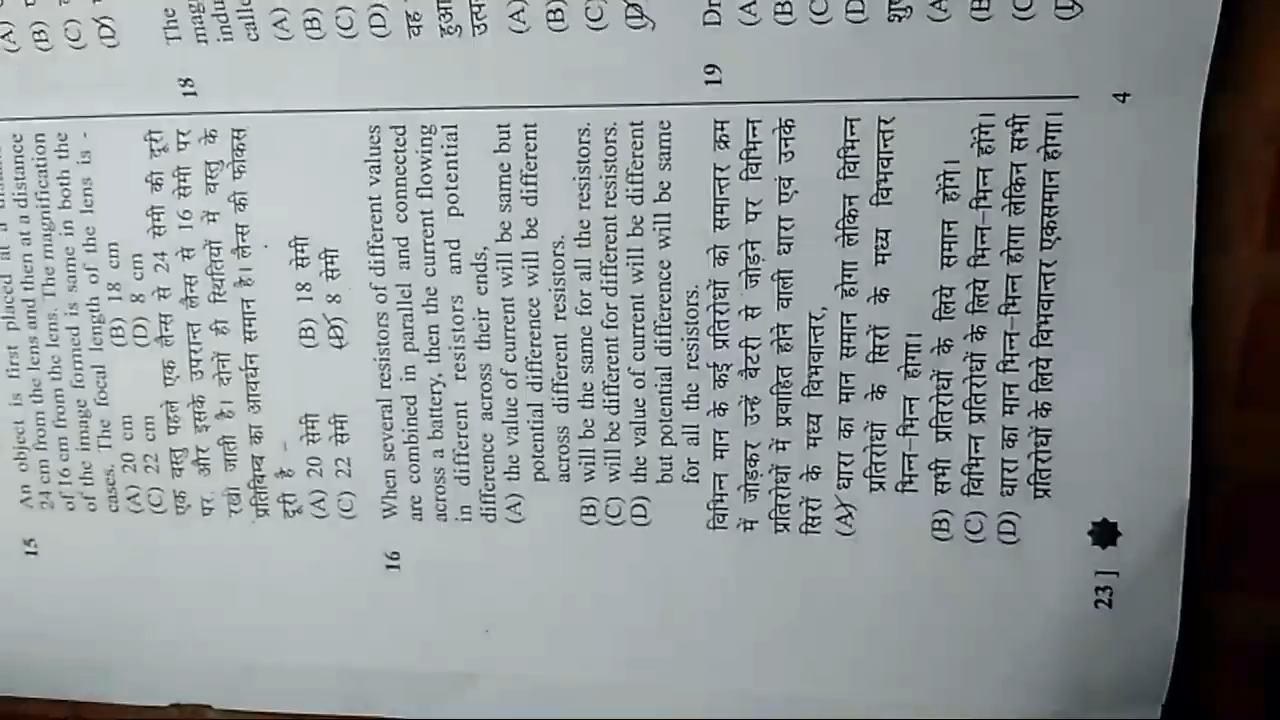 15 An object is first placed at a
24 cm from the lens and then at a distance
of 16 cm from the lens. The magnification
of the image formed is same in both the
cases. The focal length of the lens is -
(A) 20 cm (B) 18 cm
(C) 22 cm (D) 8 cm
एक वस्तु पहले एक लैन्स से 24 सेमी की दूरी
पर, और इसके उपरान्त लैन्स से 16 सेमी पर
रखी जाती है। दोनों ही स्थितियों में वस्तु के
प्रतिबिम्ब का आवर्धन समान है। लैन्स की फोकस
दूरी है -
(A) 20 सेमी (B) 18 सेमी
(C) 22 सेमी (D) 8 सेमी
16 When several resistors of different values
are combined in parallel and connected
across a battery, then the current flowing
in different resistors and potential
difference across their ends,
(A) the value of current will be same but
potential difference will be different
across different resistors.
(B) will be the same for all the resistors.
(C) will be different for different resistors.
(D) the value of current will be different
but potential difference will be same
for all the resistors.
विभिन्न मान के कई प्रतिरोधों को समान्तर क्रम
में जोड़कर उन्हें बैटरी से जोड़ने पर विभिन्न
प्रतिरोधों में प्रवाहित होने वाली धारा एवं उनके
सिरों के मध्य विभवान्तर,
(A) धारा का मान समान होगा लेकिन विभिन्न
प्रतिरोधों के सिरों के मध्य विभवान्तर
भिन्न-भिन्न होगा।
(B) सभी प्रतिरोधों के लिये समान होंगे।
(C) विभिन्न प्रतिरोधों के लिये भिन्न-भिन्न होंगे।
(D) धारा का मान भिन्न-भिन्न होगा लेकिन सभी
प्रतिरोधों के लिये विभवान्तर एकसमान होगा।
23 ] 4
(A)
(B)
(C)
(D)
18 The
magn
indu
calle
(A)
(B)
(C)
(D)
वह
हुआ
(A)
(B)
(C)
(D)
19
(A)
(B)
(C)
(D)
(A)
(B)
(C)